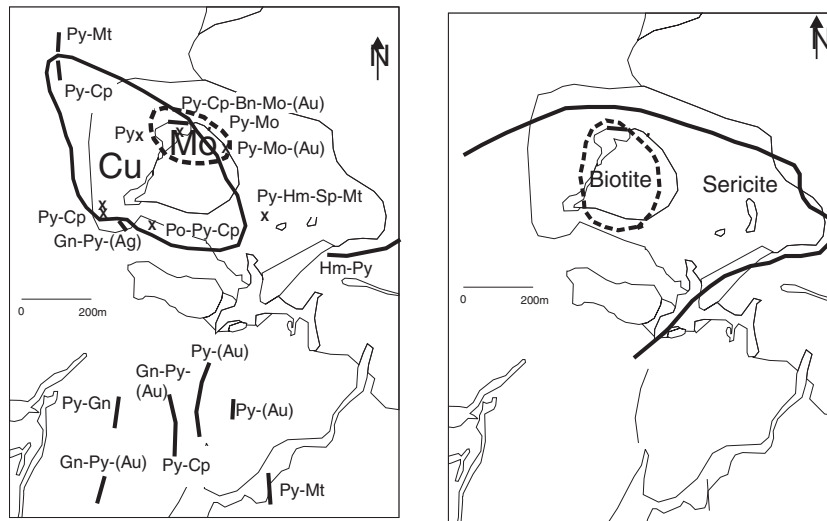 Py-Mt
N
Py-Cp
Py-Cp-Bn-Mo-(Au)
Py-Mo
Pyx
x
Mo
x
Py-Mo-(Au)
Cu
Py-Hm-Sp-Mt
x
Py-Cp
x
x
x
Po-Py-Cp
Gn-Py-(Ag)
Hm-Py
0 200m
Py-(Au)
Gn-Py-
(Au)
Py-Gn
Py-(Au)
Gn-Py-(Au)
Py-Cp
Py-Mt
N
Biotite
Sericite
0 200m